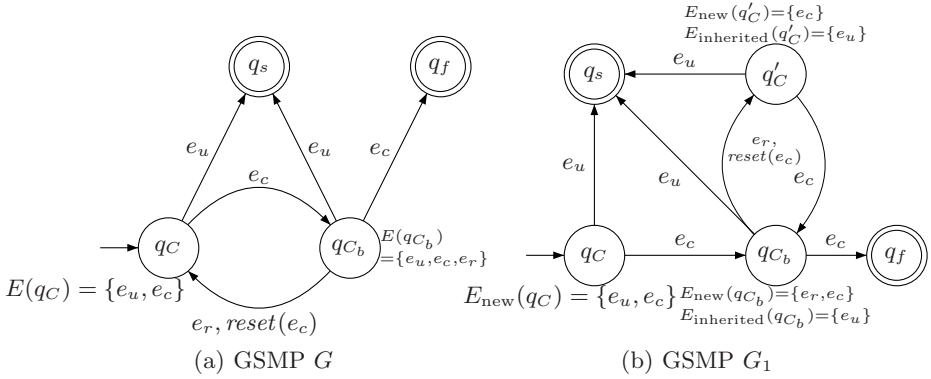 q_s
q_f
e_u
e_u
e_c
e_c
q_C
q_{C_b}
E(q_{C_b})
={e_u,e_c,e_r}
E(q_C) = {e_u, e_c}
e_r, reset(e_c)
(a) GSMP G
E_new(q'_C)={e_c}
E_inherited(q'_C)={e_u}
q_s
e_u
q'_C
e_r,
reset(e_c)
e_u
e_u
e_c
q_C
e_c
q_{C_b}
e_c
q_f
E_new(q_C) = {e_u, e_c}
E_new(q_{C_b})={e_r,e_c}
E_inherited(q_{C_b})={e_u}
(b) GSMP G_1